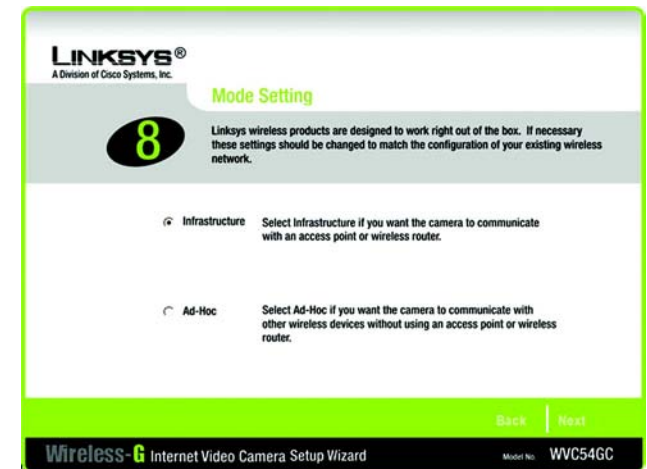 LINKSYS®
A Division of Cisco Systems, Inc.
Mode Setting
8
Linksys wireless products are designed to work right out of the box. If necessary
these settings should be changed to match the configuration of your existing wireless
network.
Infrastructure
Select Infrastructure if you want the camera to communicate
with an access point or wireless router.
Ad-Hoc
Select Ad-Hoc if you want the camera to communicate with
other wireless devices without using an access point or wireless
router.
Back Next
Wireless-G Internet Video Camera Setup Wizard Model No. WVC54GC